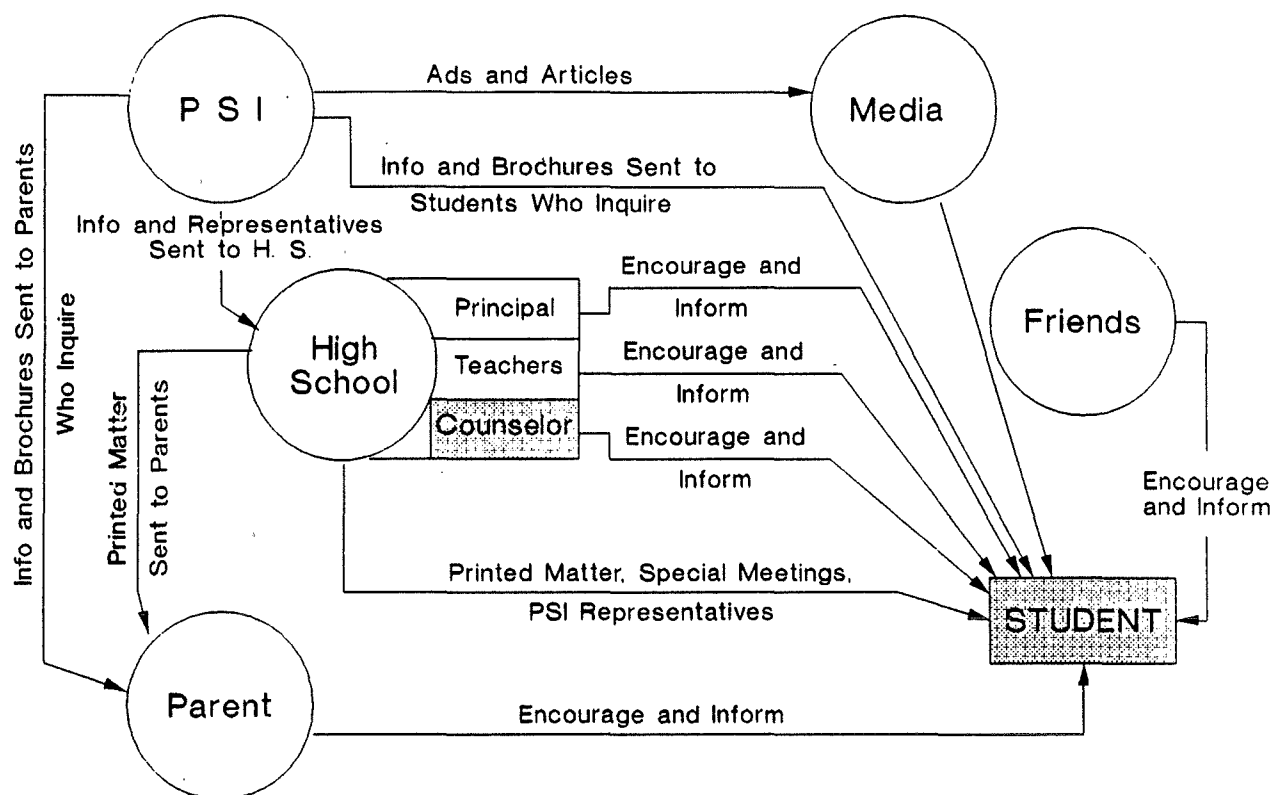 P S I
Ads and Articles
Media
Info and Brochures Sent to
Students Who Inquire
Info and Brochures Sent to Parents
Who Inquire
Info and Representatives
Sent to H. S.
High
School
Principal
Teachers
Counselor
Encourage and
Inform
Encourage and
Inform
Encourage and
Inform
Friends
Encourage
and Inform
Printed Matter
Sent to Parents
Printed Matter, Special Meetings,
PSI Representatives
STUDENT
Parent
Encourage and Inform